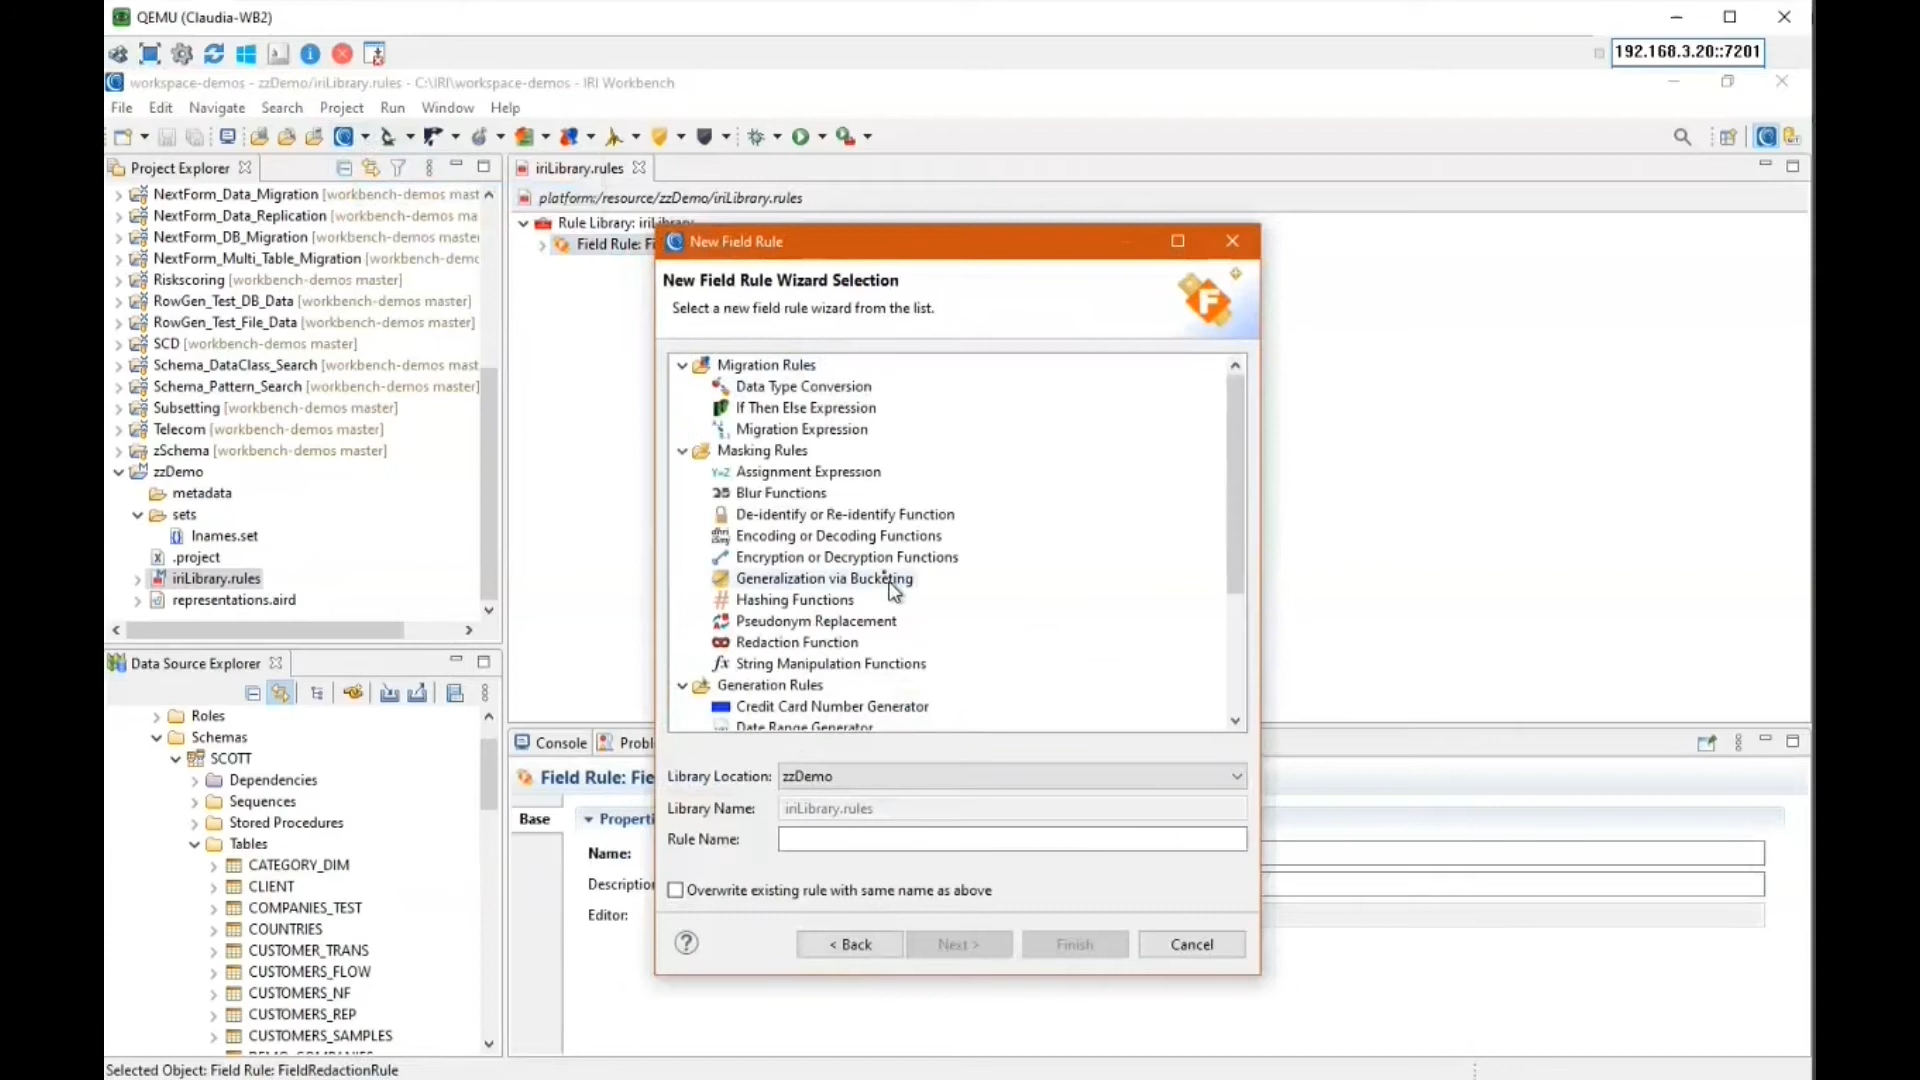 QEMU (Claudia-WB2)
192.168.3.20::7201
workspace-demos - zzDemo/iriLibrary.rules - C:\IRI\workspace-demos - IRI Workbench
File Edit Navigate Search Project Run Window Help
Project Explorer
NextForm_Data_Migration [workbench-demos mast
NextForm_Data_Replication [workbench-demos ma
NextForm_DB_Migration [workbench-demos master
NextForm_Multi_Table_Migration [workbench-demo
Riskscoring [workbench-demos master]
RowGen_Test_DB_Data [workbench-demos master]
RowGen_Test_File_Data [workbench-demos master]
SCD [workbench-demos master]
Schema_DataClass_Search [workbench-demos mast
Schema_Pattern_Search [workbench-demos master]
Subsetting [workbench-demos master]
Telecom [workbench-demos master]
zSchema [workbench-demos master]
zzDemo
metadata
sets
lnames.set
.project
iriLibrary.rules
representations.aird
Data Source Explorer
Roles
Schemas
SCOTT
Dependencies
Sequences
Stored Procedures
Tables
CATEGORY_DIM
CLIENT
COMPANIES_TEST
COUNTRIES
CUSTOMER_TRANS
CUSTOMERS_FLOW
CUSTOMERS_NF
CUSTOMERS_REP
CUSTOMERS_SAMPLES
Selected Object: Field Rule: FieldRedactionRule
iriLibrary.rules
platform:/resource/zzDemo/iriLibrary.rules
Rule Library: iriLibrary
Field Rule: Fi
New Field Rule
New Field Rule Wizard Selection
Select a new field rule wizard from the list.
Migration Rules
Data Type Conversion
If Then Else Expression
Migration Expression
Masking Rules
Y=Z Assignment Expression
Blur Functions
De-identify or Re-identify Function
Encoding or Decoding Functions
Encryption or Decryption Functions
Generalization via Bucketing
# Hashing Functions
Pseudonym Replacement
Redaction Function
fx String Manipulation Functions
Generation Rules
Credit Card Number Generator
Date Range Generator
Library Location: zzDemo
Library Name: iriLibrary.rules
Rule Name:
Overwrite existing rule with same name as above
? < Back Next > Finish Cancel
Console Probl
Field Rule: Fie
Base
Properti
Name:
Description
Editor: